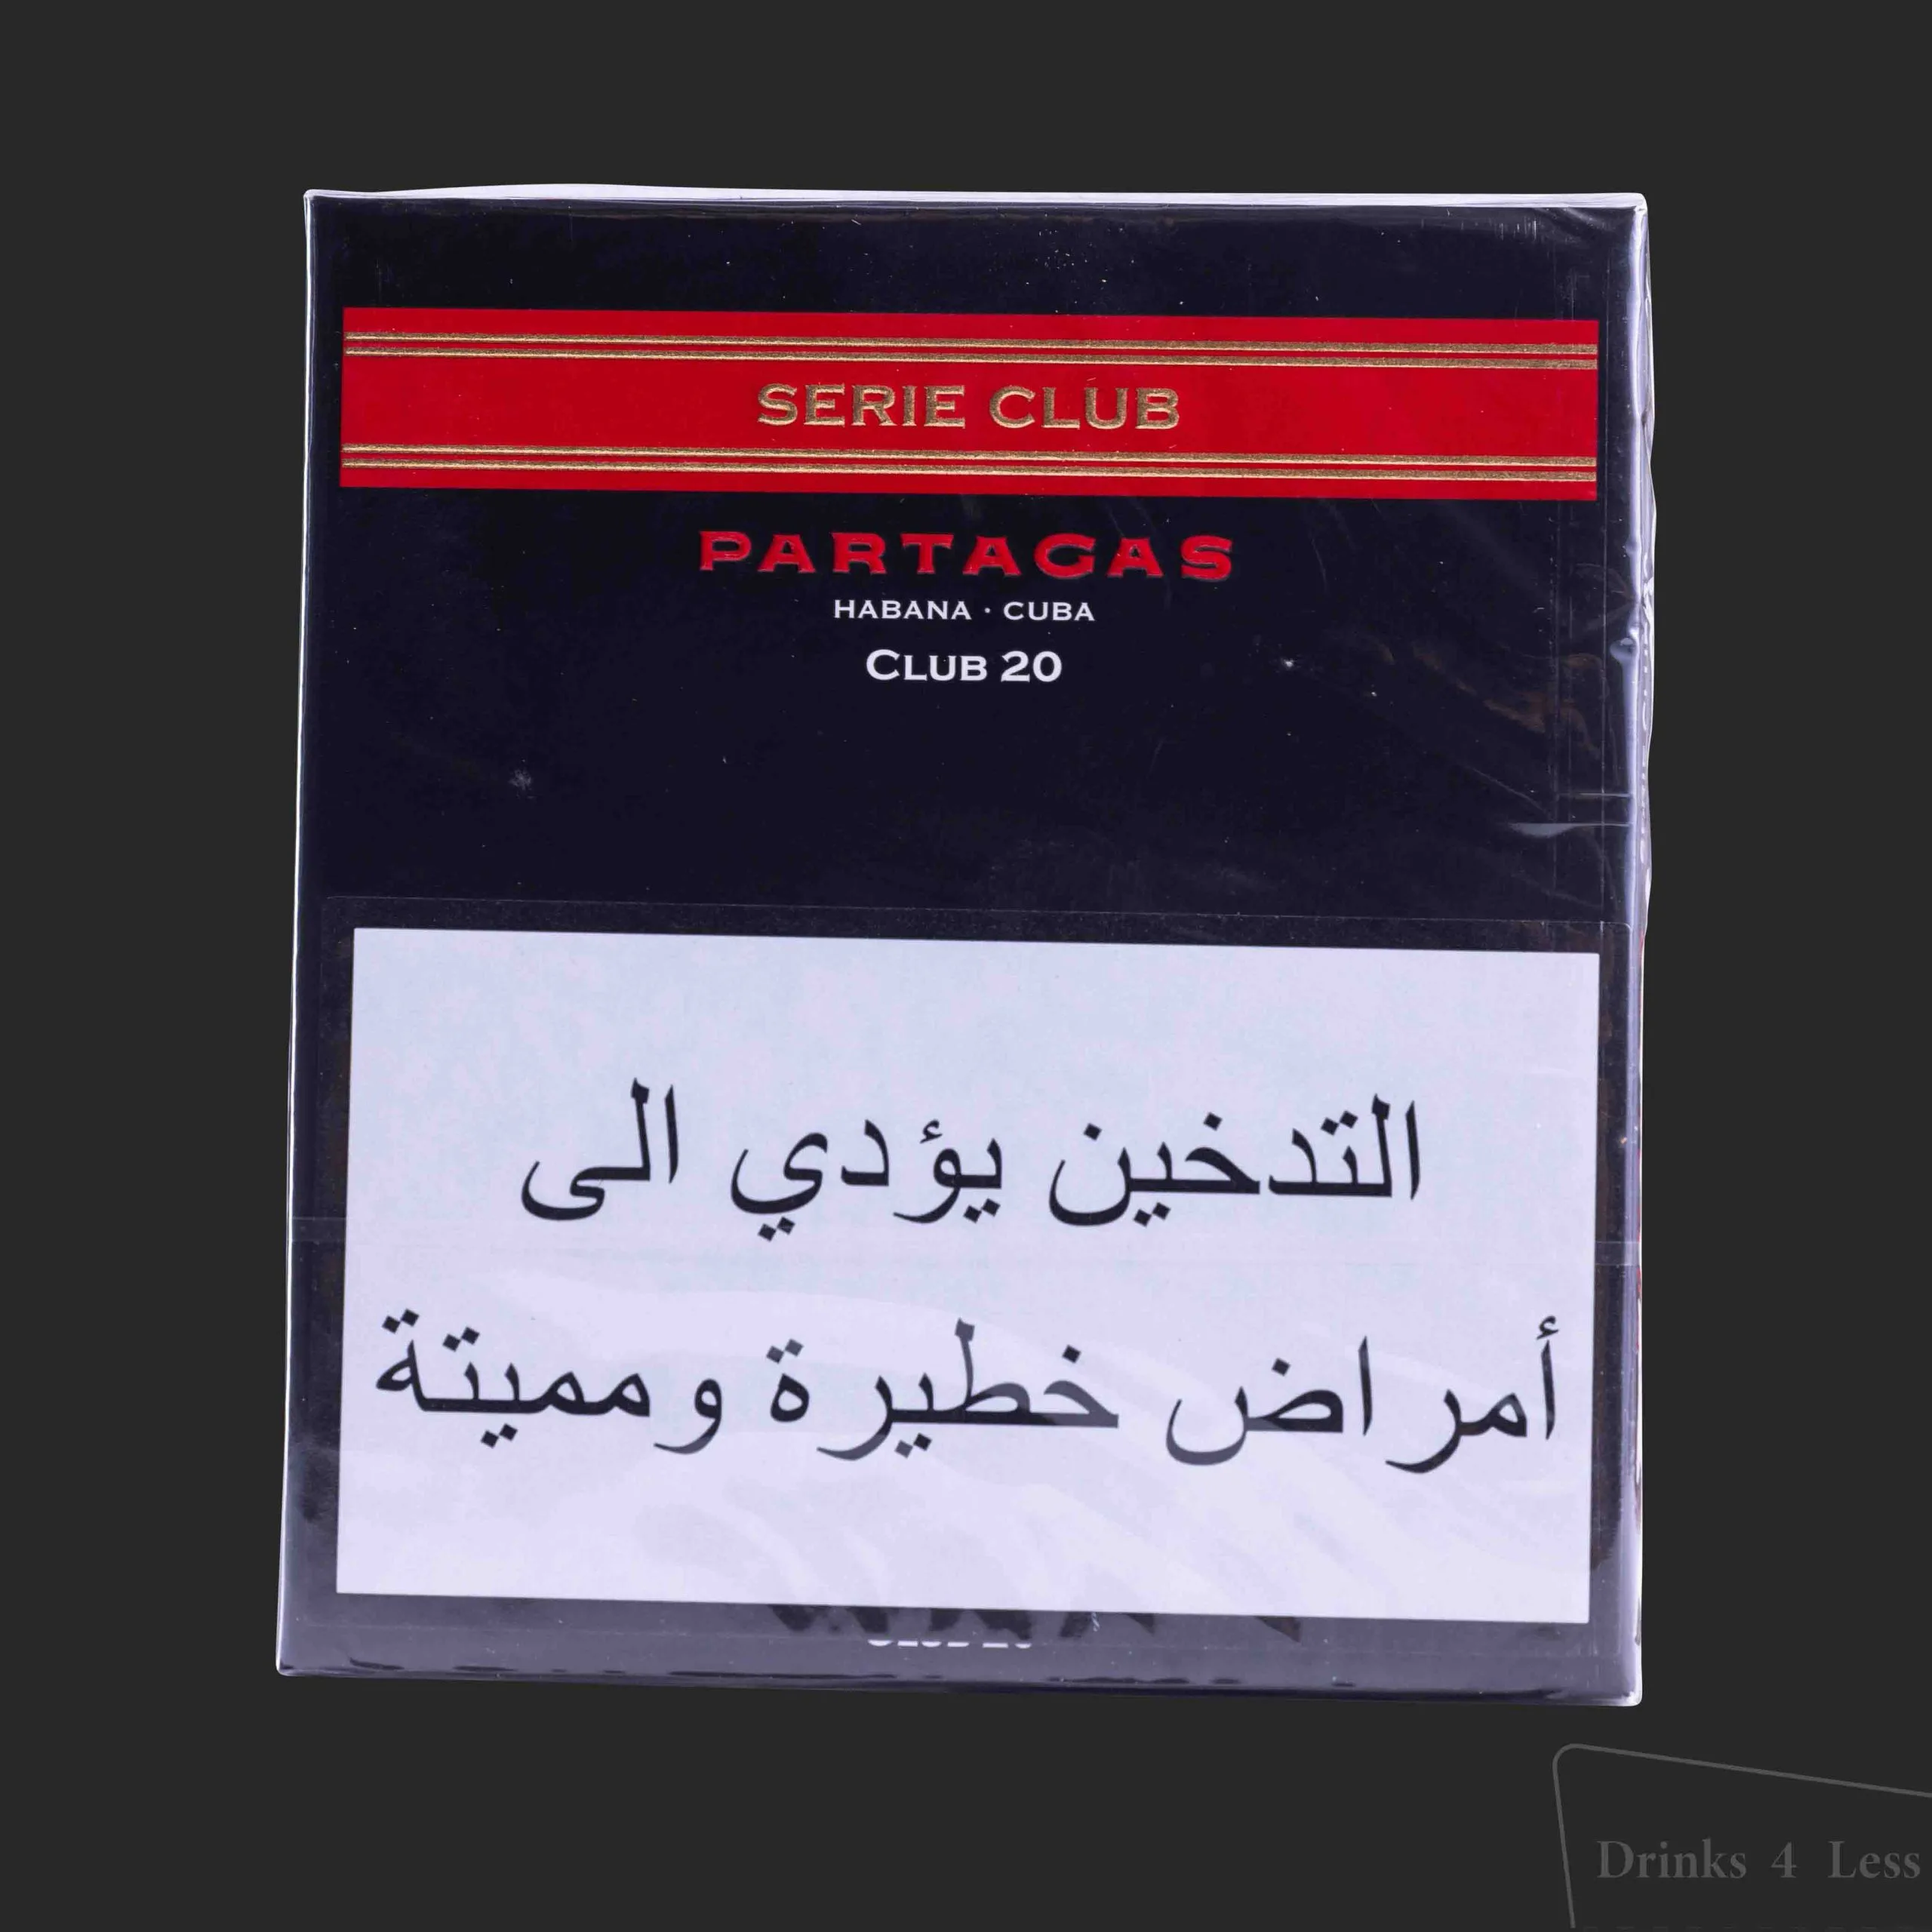 SERIE CLUB
PARTAGAS
HABANA · CUBA
CLUB 20
التدخين يؤدي الى
أمراض خطيرة ومميتة
Drinks 4 Less